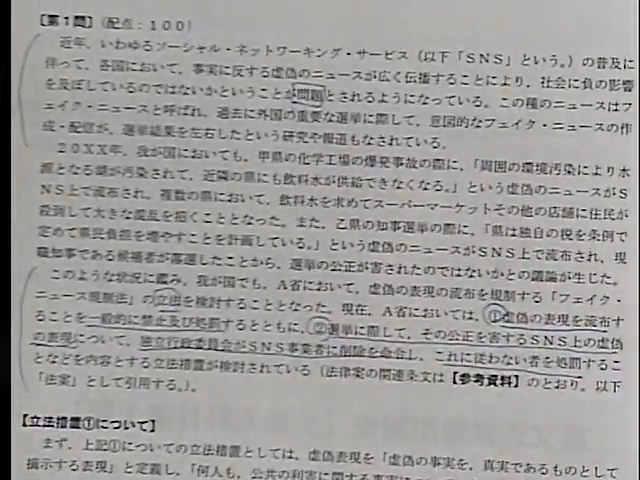 【第1問】(配点:100)
近年,いわゆるソーシャル・ネットワーキング・サービス(以下「SNS」という。)の普及に
伴って,各国において,事実に反する虚偽のニュースが広く伝播することにより,社会に負の影響
を及ぼしているのではないかということが問題とされるようになっている。この種のニュースはフ
ェイク・ニュースと呼ばれ,過去に外国の重要な選挙に際して,意図的なフェイク・ニュースの作
成・配信が,選挙結果を左右したという研究や報道もなされている。
20XX年,我が国においても,甲県の化学工場の爆発事故の際に,「周囲の環境汚染により水
源となる湖が汚染されて,近隣の県にも飲料水が供給できなくなる。」という虚偽のニュースがS
NS上で流布され,複数の県において,飲料水を求めてスーパーマーケットその他の店舗に住民が
殺到して大きな混乱を招くこととなった。また,乙県の知事選挙の際に,「県は独自の税を条例で
定めて県民負担を増やすことを計画している。」という虚偽のニュースがSNS上で流布され,現
職知事である候補者が落選したことから,選挙の公正が害されたのではないかとの議論が生じた。
このような状況に鑑み,我が国でも,A省において,虚偽の表現の流布を規制する「フェイク・
ニュース規制法」の立法を検討することとなった。現在,A省においては,①虚偽の表現を流布す
ることを一般的に禁止及び処罰するとともに,②選挙に際して,その公正を害するSNS上の虚偽
の表現について,独立行政委員会がSNS事業者に削除を命令し,これに従わない者を処罰するこ
となどを内容とする立法措置が検討されている(法律案の関連条文は【参考資料】のとおり。以下
「法案」として引用する。)。
【立法措置①について】
まず,上記①についての立法措置としては,虚偽表現を「虚偽の事実を,真実であるものとして
摘示する表現」と定義し,「何人も,公共の利害に関する事実に